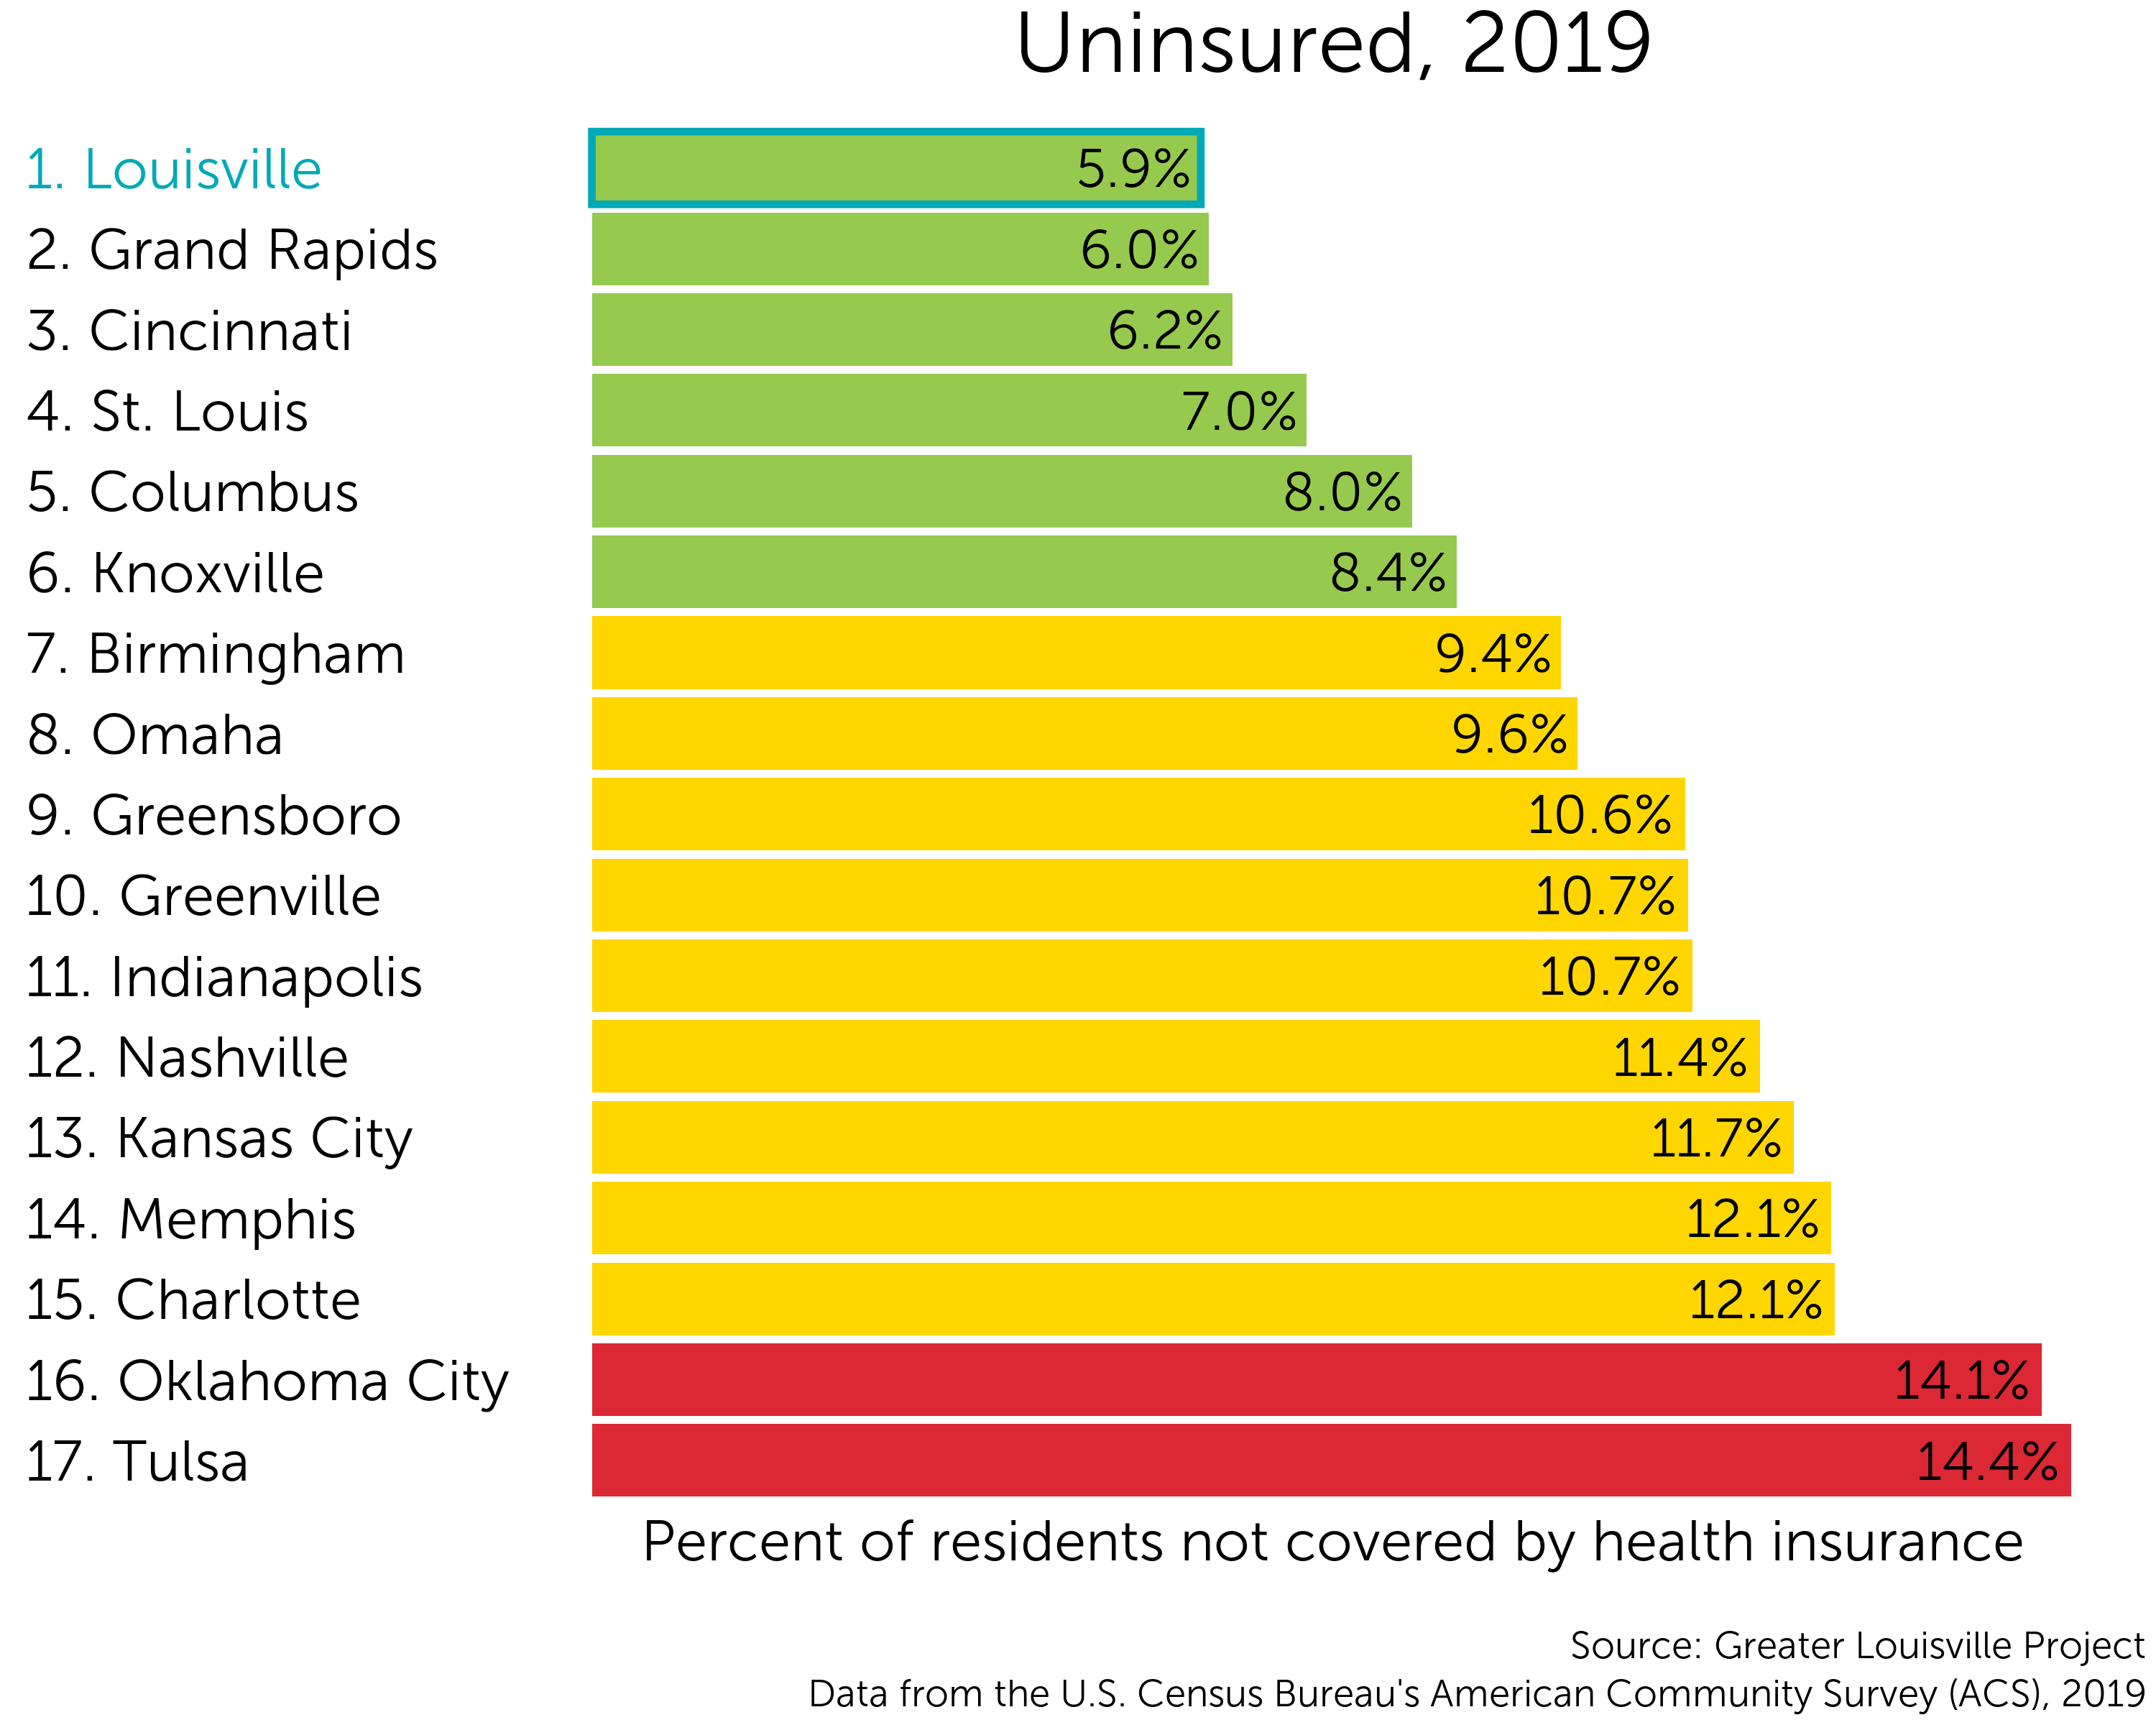 Uninsured, 2019
1. Louisville 5.9%
2. Grand Rapids 6.0%
3. Cincinnati 6.2%
4. St. Louis 7.0%
5. Columbus 8.0%
6. Knoxville 8.4%
7. Birmingham 9.4%
8. Omaha 9.6%
9. Greensboro 10.6%
10. Greenville 10.7%
11. Indianapolis 10.7%
12. Nashville 11.4%
13. Kansas City 11.7%
14. Memphis 12.1%
15. Charlotte 12.1%
16. Oklahoma City 14.1%
17. Tulsa 14.4%
Percent of residents not covered by health insurance
Source: Greater Louisville Project
Data from the U.S. Census Bureau's American Community Survey (ACS), 2019